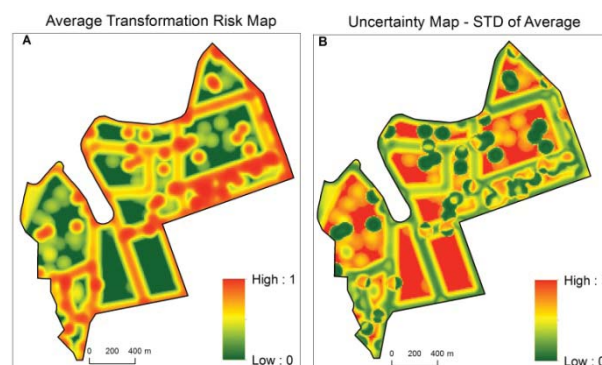 Average Transformation Risk Map
Uncertainty Map - STD of Average
A
B
High : 1
Low : 0
0 200 400 m
High :
Low : 0
0 200 400 m